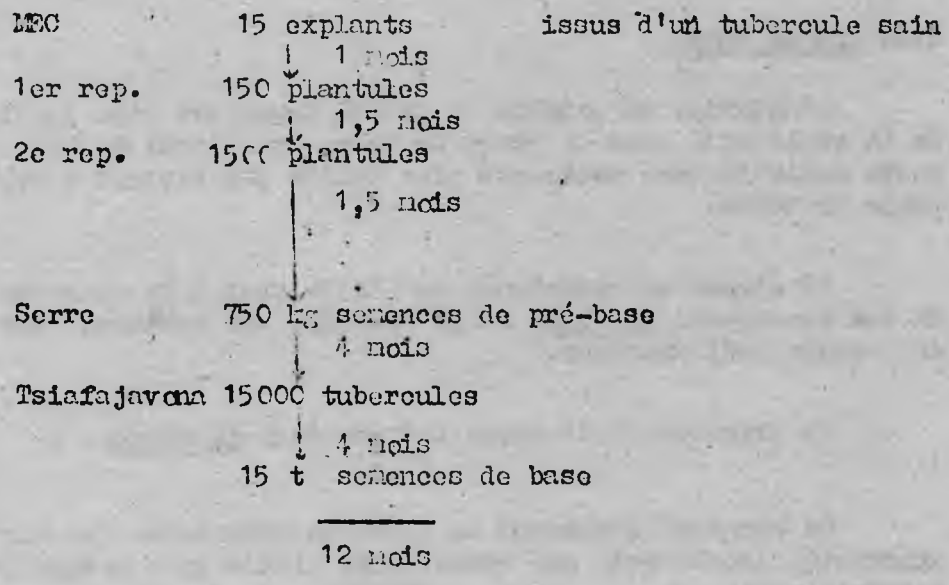 MEC 15 explants issus d'un tubercule sain
1 mois
1er rep. 150 plantules
1,5 mois
2e rep. 1500 plantules
1,5 mois
Serre 750 kg semences de pré-base
4 mois
Tsiafajavona 15000 tubercules
4 mois
15 t semences de base
12 mois